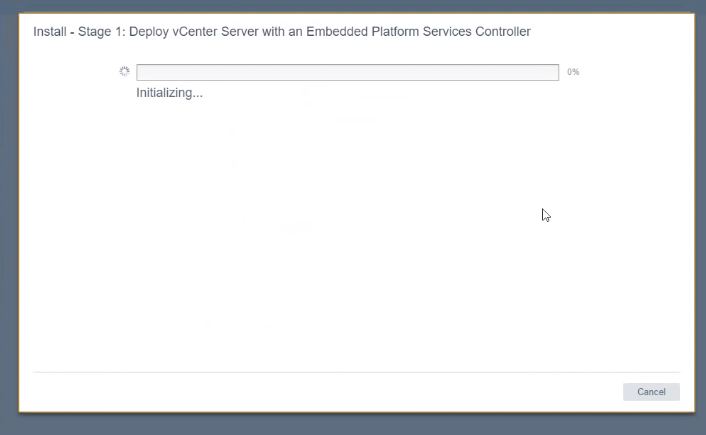 Install - Stage 1: Deploy vCenter Server with an Embedded Platform Services Controller
0%
Initializing...
Cancel